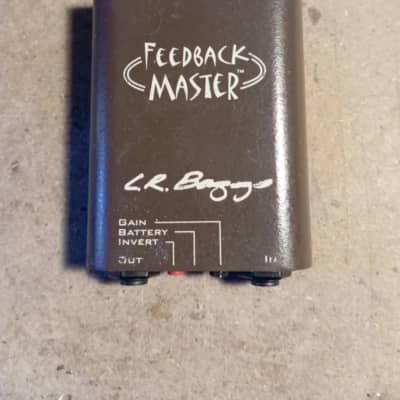 FEEDBACK
MASTER™
L.R. Baggs
GAIN
BATTERY
INVERT
OUT
IN